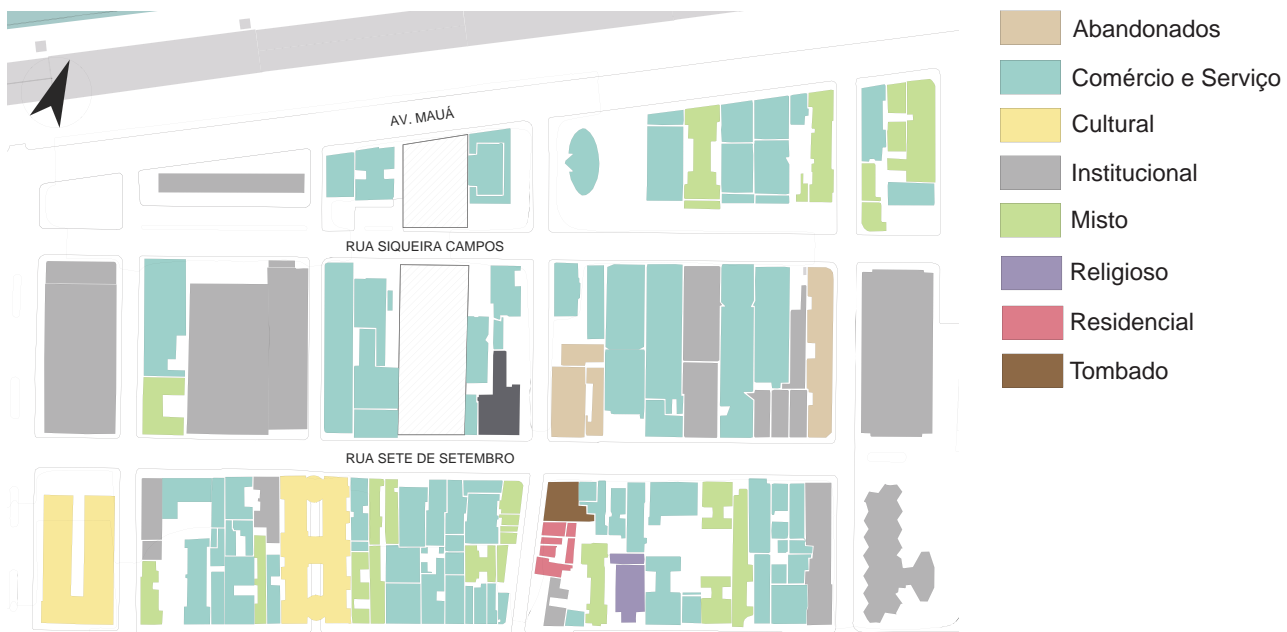 AV. MAUÁ
RUA SIQUEIRA CAMPOS
RUA SETE DE SETEMBRO
Abandonados
Comércio e Serviço
Cultural
Institucional
Misto
Religioso
Residencial
Tombado